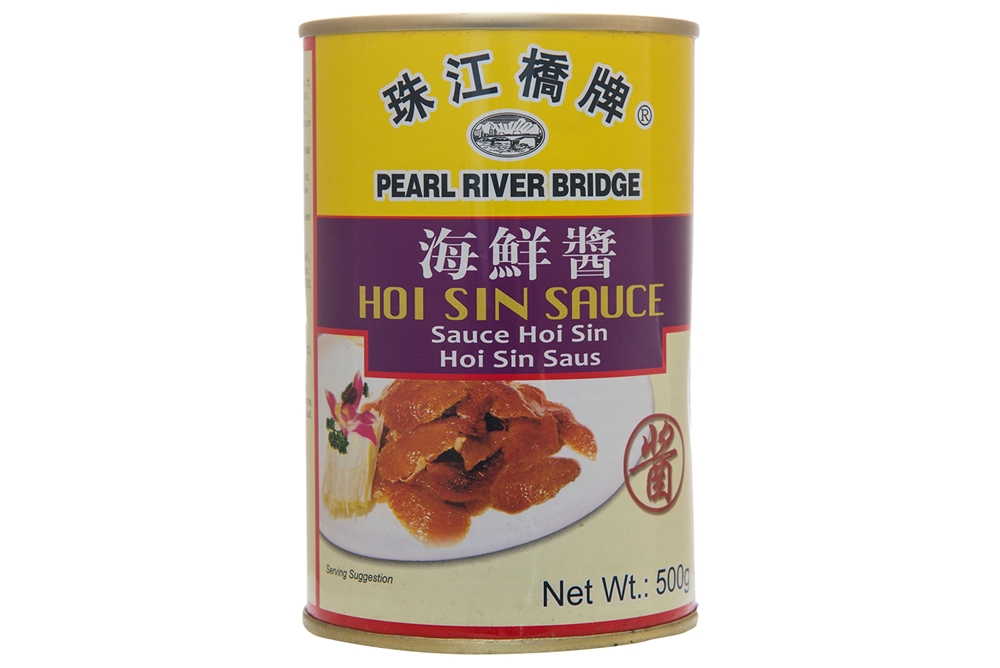 珠江橋牌®
PEARL RIVER BRIDGE
海鮮醬
HOI SIN SAUCE
Sauce Hoi Sin
Hoi Sin Saus
醬
Serving Suggestion
Net Wt.: 500g